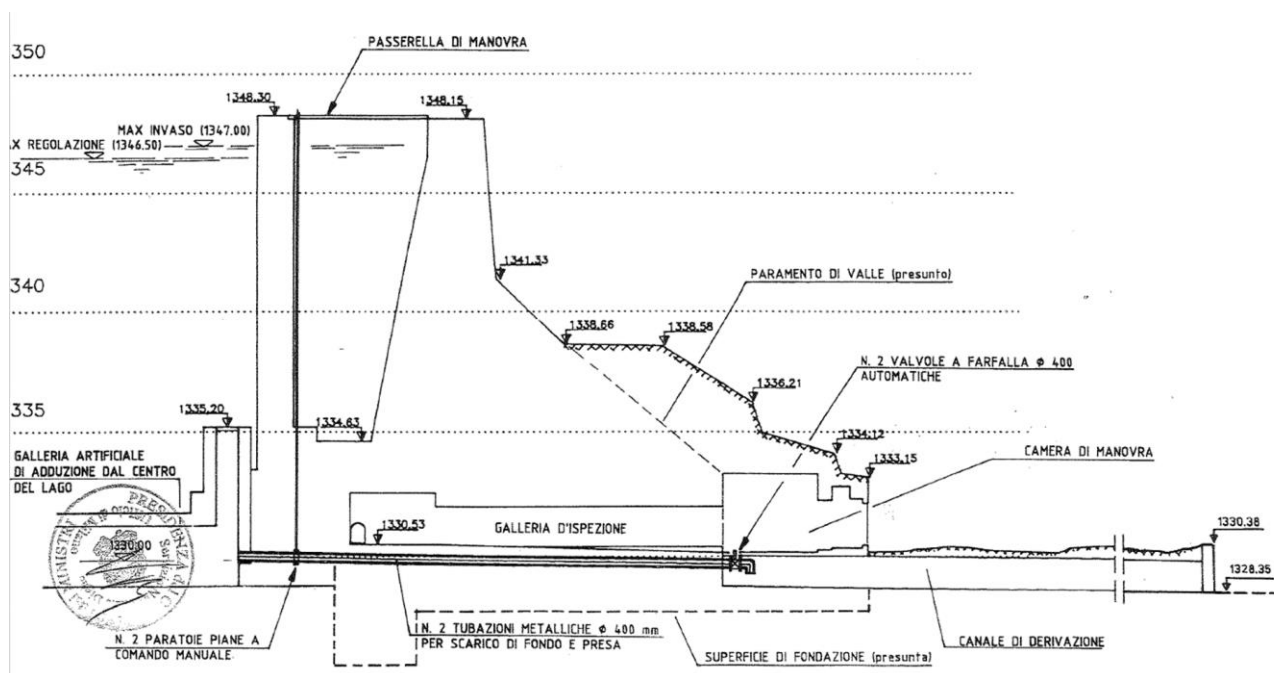 350
PASSERELLA DI MANOVRA
1348.30
1348.15
MAX INVASO (1347.00)
X REGOLAZIONE (1346.50)
345
1341.33
PARAMENTO DI VALLE (presunto)
340
1338.66
1338.58
N. 2 VALVOLE A FARFALLA ϕ 400
AUTOMATICHE
1336.21
335
1335.20
1334.63
1334.12
1333.15
CAMERA DI MANOVRA
GALLERIA ARTIFICIALE
DI ADDUZIONE DAL CENTRO
DEL LAGO
GALLERIA D'ISPEZIONE
1330.53
1330.00
1330.38
1328.35
MINISTRI
PRESIDENZA
N. 2 PARATOIE PIANE A
COMANDO MANUALE
N. 2 TUBAZIONI METALLICHE ϕ 400 mm
PER SCARICO DI FONDO E PRESA
SUPERFICIE DI FONDAZIONE (presunta)
CANALE DI DERIVAZIONE